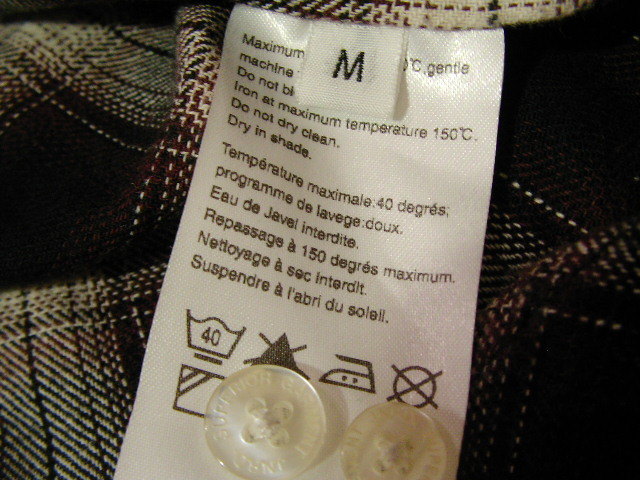 M
Maximum °C,gentle
machine
Do not
Iron at maximum temperature 150℃.
Do not dry clean.
Dry in shade.
Température maximale:40 degrés;
programme de lavege:doux.
Eau de Javel interdite.
Repassage à 150 degrés maximum.
Nettoyage à sec interdit.
Suspendre à l'abri du soleil.
40